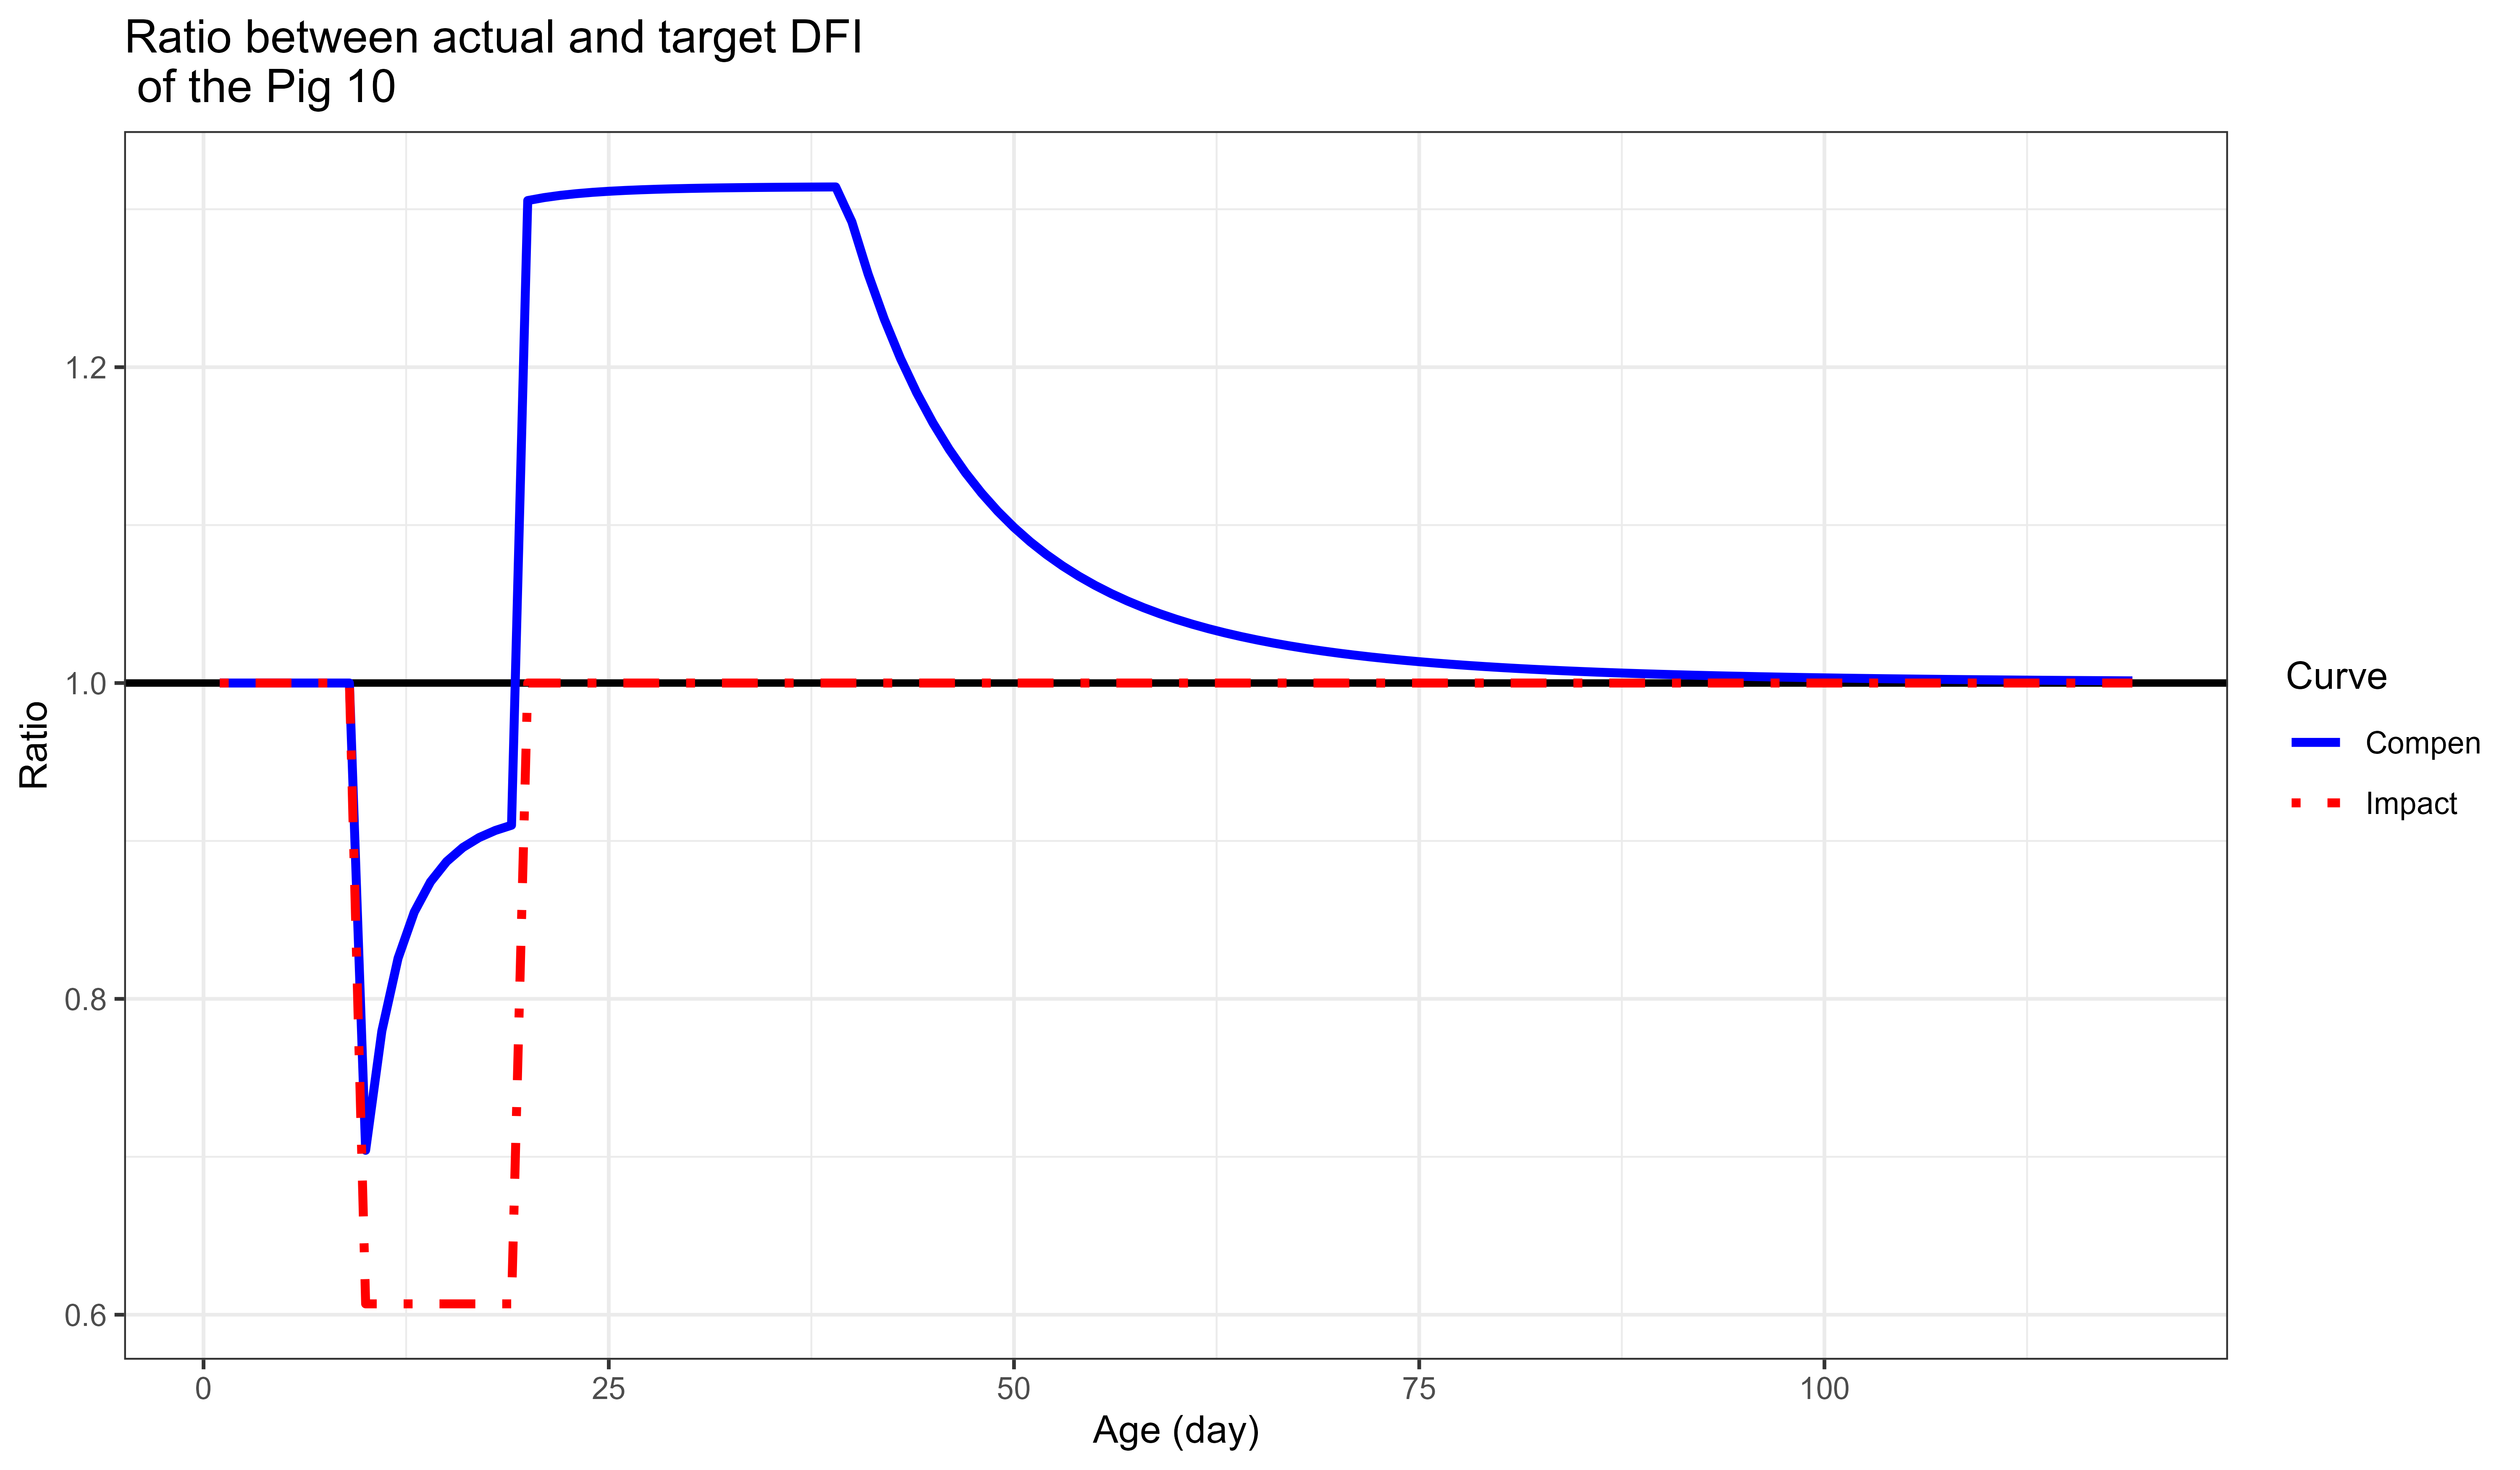 Ratio between actual and target DFI
of the Pig 10
Ratio
1.2
1.0
0.8
0.6
0
25
50
75
100
Age (day)
Curve
Compen
Impact